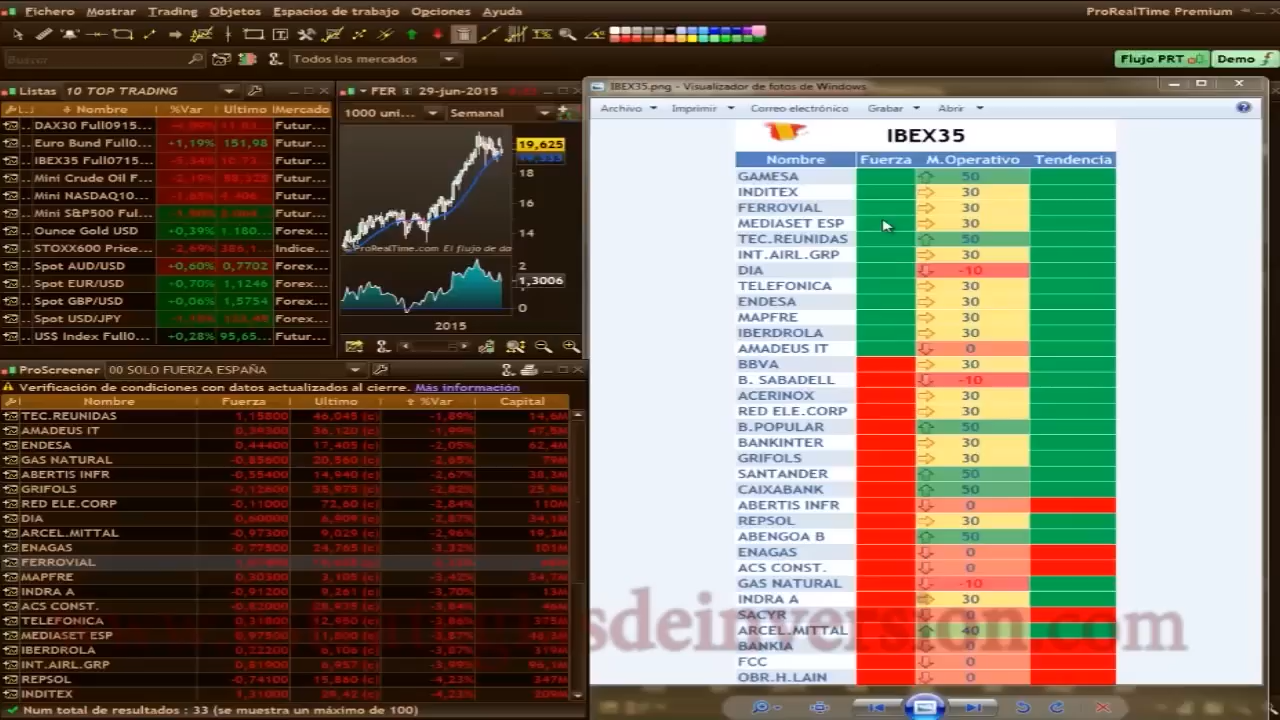 Fichero Mostrar Trading Objetos Espacios de trabajo Opciones Ayuda
ProRealTime Premium
Buscar
Todos los mercados
Flujo PRT
Demo
Listas 10 TOP TRADING
Nombre %Var Ultimo Mercado
DAX30 Full0915... Futur...
Euro Bund Full0... +1,19% 151,98 Futur...
IBEX35 Full0715... Futur...
Mini Crude Oil F... Futur...
Mini NASDAQ10... Futur...
Mini S&P500 Ful... Futur...
Ounce Gold USD +0,39% 1.180... Forex...
STOXX600 Price... -2,69% 386,1... Indice...
Spot AUD/USD +0,60% 0,7702 Forex...
Spot EUR/USD +0,70% 1,1246 Forex...
Spot GBP/USD +0,06% 1,5754 Forex...
Spot USD/JPY Forex...
US$ Index Full0... +0,28% 95,65... Futur...
FER 29-jun-2015
1000 uni... Semanal
19,625
18
16
14
ProRealTime.com El flujo de da
2
1,3006
0
2015
ProScreener 00 SOLO FUERZA ESPAÑA
Verificación de condiciones con datos actualizados al cierre. Más información
Nombre Fuerza Ultimo %Var Capital
TEC.REUNIDAS 1,15800 46,045 (c) -1,89% 14,6M
AMADEUS IT 0,39300 36,120 (c) -1,99% 47,5M
ENDESA 0,44400 17,405 (c) -2,05% 62,4M
GAS NATURAL -0,85600 20,560 (c) -2,65% 79M
ABERTIS INFR -0,55400 14,940 (c) -2,67% 38,3M
GRIFOLS -0,12600 35,975 (c) -2,82% 25,9M
RED ELE.CORP -0,11000 72,60 (c) -2,84% 110M
DIA 0,60000 6,909 (c) -2,87% 34,1M
ARCEL.MITTAL -0,97300 9,029 (c) -2,96% 19,3M
ENAGAS -0,77500 24,765 (c) -3,32% 101M
FERROVIAL
MAPFRE 0,30300 3,105 (c) -3,42% 34,7M
INDRA A -0,91200 9,261 (c) -3,70% 13M
ACS CONST. -0,82000 28,975 (c) -3,84% 46M
TELEFONICA 0,31800 12,950 (c) -3,86% 375M
MEDIASET ESP 0,97500 11,800 (c) -3,87% 46,3M
IBERDROLA 0,22200 6,106 (c) -3,87% 319M
INT.AIRL.GRP 0,81900 6,957 (c) -3,99% 96,1M
REPSOL -0,74100 15,860 (c) -4,23% 347M
INDITEX 1,31000 28,42 (c) -4,23% 209M
Num total de resultados : 33 (se muestra un máximo de 100)
IBEX35.png - Visualizador de fotos de Windows
Archivo Imprimir Correo electrónico Grabar Abrir
IBEX35
Nombre Fuerza M.Operativo Tendencia
GAMESA 50
INDITEX 30
FERROVIAL 30
MEDIASET ESP 30
TEC.REUNIDAS 50
INT.AIRL.GRP 30
DIA -10
TELEFONICA 30
ENDESA 30
MAPFRE 30
IBERDROLA 30
AMADEUS IT 0
BBVA 30
B. SABADELL -10
ACERINOX 30
RED ELE.CORP 30
B.POPULAR 50
BANKINTER 30
GRIFOLS 30
SANTANDER 50
CAIXABANK 50
ABERTIS INFR 0
REPSOL 30
ABENGOA B 50
ENAGAS 0
ACS CONST. 0
GAS NATURAL -10
INDRA A 30
SACYR 0
ARCEL.MITTAL 40
BANKIA 0
FCC 0
OBR.H.LAIN 0